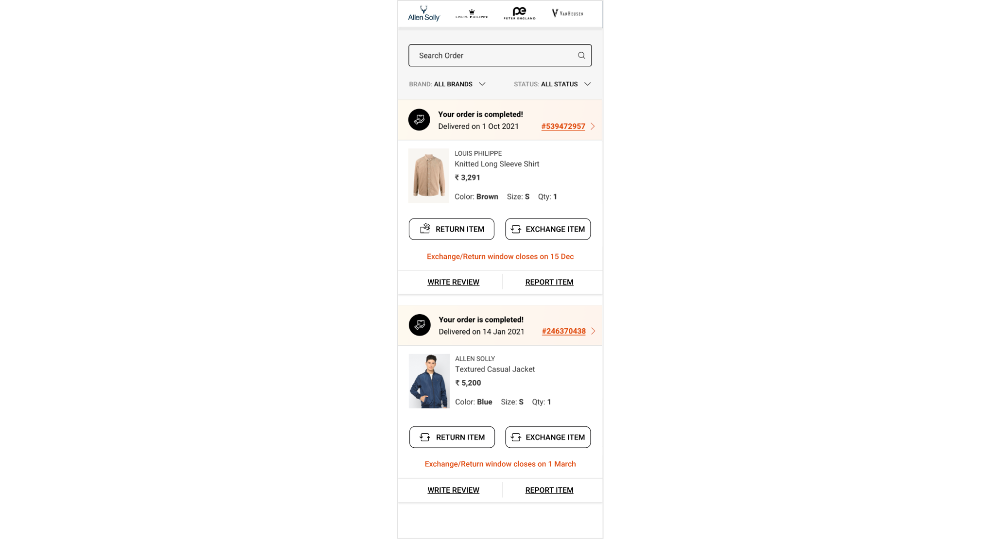 Allen Solly
LOUIS PHILIPPE
pe
PETER ENGLAND
V VAN HEUSEN
Search Order
BRAND: ALL BRANDS
STATUS: ALL STATUS
Your order is completed!
Delivered on 1 Oct 2021
#539472957
LOUIS PHILIPPE
Knitted Long Sleeve Shirt
₹ 3,291
Color: Brown Size: S Qty: 1
RETURN ITEM
EXCHANGE ITEM
Exchange/Return window closes on 15 Dec
WRITE REVIEW
REPORT ITEM
Your order is completed!
Delivered on 14 Jan 2021
#246370438
ALLEN SOLLY
Textured Casual Jacket
₹ 5,200
Color: Blue Size: S Qty: 1
RETURN ITEM
EXCHANGE ITEM
Exchange/Return window closes on 1 March
WRITE REVIEW
REPORT ITEM